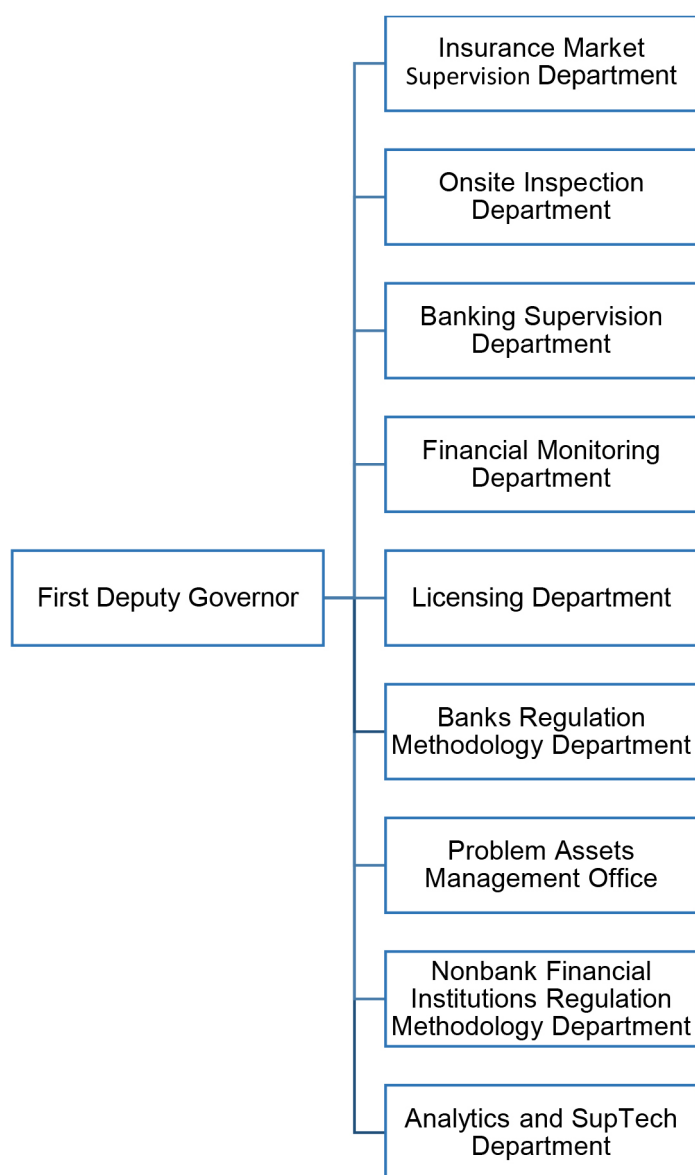 Insurance Market
Supervision Department
Onsite Inspection
Department
Banking Supervision
Department
Financial Monitoring
Department
First Deputy Governor
Licensing Department
Banks Regulation
Methodology Department
Problem Assets
Management Office
Nonbank Financial
Institutions Regulation
Methodology Department
Analytics and SupTech
Department